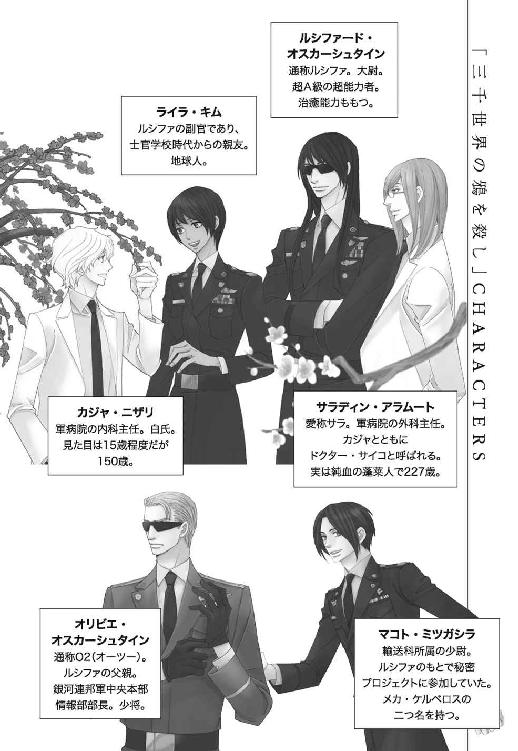 「三千世界の鴉を殺し」CHARACTERS
ルシファード・
オスカーシュタイン
通称ルシファ。大尉。
超A級の超能力者。
治癒能力ももつ。
ライラ・キム
ルシファの副官であり、
士官学校時代からの親友。
地球人。
カジャ・ニザリ
軍病院の内科主任。白氏。
見た目は15歳程度だが
150歳。
サラディン・アラムート
愛称サラ。軍病院の外科主任。
カジャとともに
ドクター・サイコと呼ばれる。
実は純血の蓬莱人で227歳。
オリビエ・
オスカーシュタイン
通称O2（オーツー）。
ルシファの父親。
銀河連邦軍中央本部
情報部部長。少将。
マコト・ミツガシラ
輸送科所属の少尉。
ルシファのもとで秘密
プロジェクトに参加していた。
メカ・ケルベロスの
二つ名を持つ。